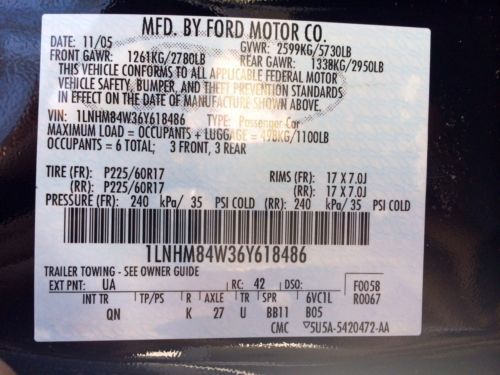 MFD. BY FORD MOTOR CO.
DATE: 11/05 GVWR: 2599KG/5730LB
FRONT GAWR: 1261KG/2780LB REAR GAWR: 1338KG/2950LB
THIS VEHICLE CONFORMS TO ALL APPLICABLE FEDERAL MOTOR
VEHICLE SAFETY, BUMPER, AND THEFT PREVENTION STANDARDS
IN EFFECT ON THE DATE OF MANUFACTURE SHOWN ABOVE.
VIN: 1LNHM84W36Y618486 TYPE: Passenger Car
MAXIMUM LOAD = OCCUPANTS + LUGGAGE = 498KG/1100LB
OCCUPANTS = 6 TOTAL; 3 FRONT, 3 REAR
TIRE (FR): P225/60R17 RIMS (FR): 17 X 7.0J
(RR): P225/60R17 (RR): 17 X 7.0J
PRESSURE (FR): 240 kPa/ 35 PSI COLD (RR): 240 kPa/ 35 PSI COLD
1LNHM84W36Y618486
TRAILER TOWING - SEE OWNER GUIDE
EXT PNT: UA RC: 42 F0058
INT TR TP/PS R AXLE TR SPR 6VC1L R0067
QN K 27 U BB11 B05
CMC ▽5U5A-5420472-AA